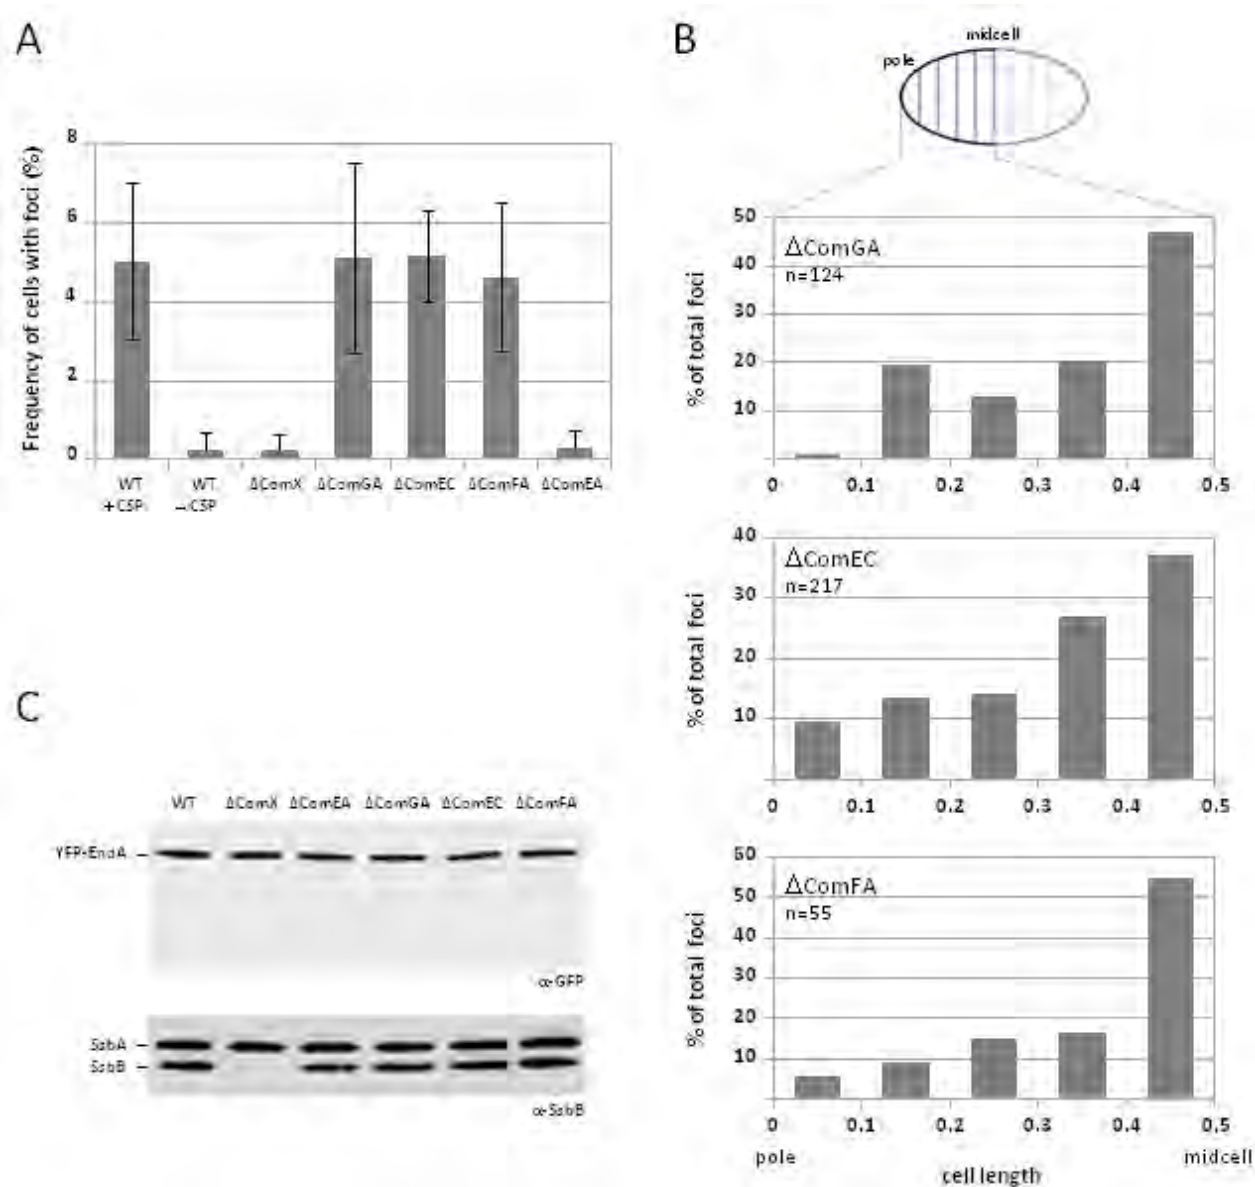 A
Frequency of cells with foci (%)
8
6
4
2
0
WT ΔComX ΔComGA ΔComEC ΔComFA ΔComEA
+CSP
WT
-CSP
B
midcell
pole
% of total foci
50
40
30
20
10
ΔComGA
n=124
0 0.1 0.2 0.3 0.4 0.5
% of total foci
40
30
20
10
ΔComEC
n=217
0 0.1 0.2 0.3 0.4 0.5
% of total foci
50
40
30
20
10
ΔComFA
n=55
0 0.1 0.2 0.3 0.4 0.5
pole
cell length
midcell
C
WT ΔComX ΔComEA ΔComGA ΔComEC ΔComFA
YFP-EndA
α-GFP
SsbA
SsbB
α-SsbB